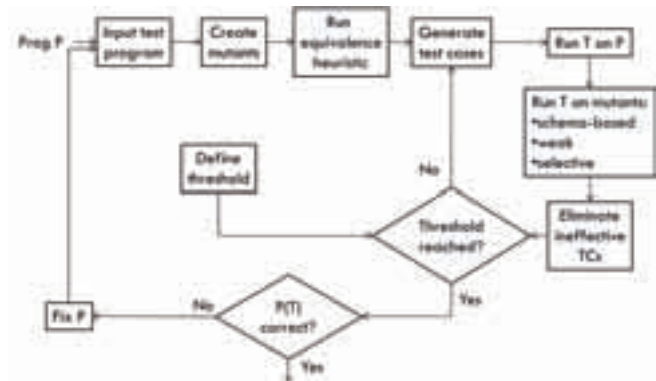 Prog P
Input test
program
Create
mutants
Run
equivalence
heuristic
Generate
test cases
Run T on P
Run T on mutants:
•schema-based
•weak
•selective
Define
threshold
No
Threshold
reached?
Eliminate
ineffective
TCs
Yes
Fix P
No
P(T)
correct?
Yes